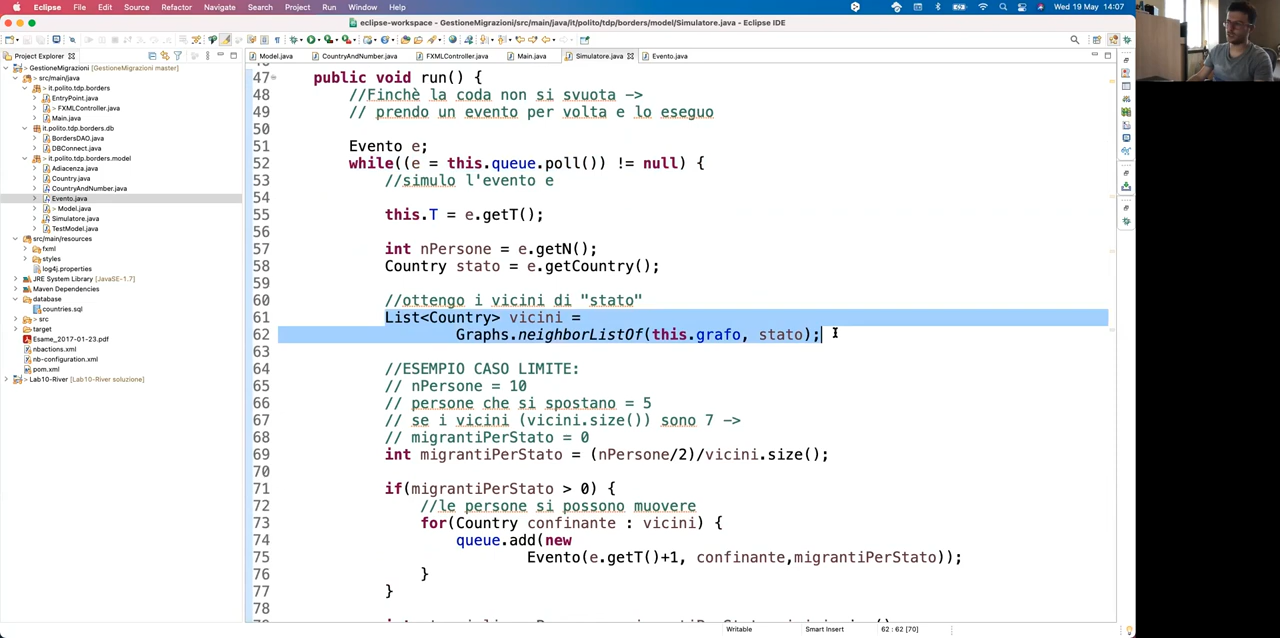 Eclipse File Edit Source Refactor Navigate Search Project Run Window Help
Wed 19 May 14:07
eclipse-workspace - GestioneMigrazioni/src/main/java/it/polito/tdp/borders/model/Simulatore.java - Eclipse IDE
Project Explorer
GestioneMigrazioni [GestioneMigrazioni master]
src/main/java
it.polito.tdp.borders
EntryPoint.java
> FXMLController.java
Main.java
it.polito.tdp.borders.db
BordersDAO.java
DBConnect.java
it.polito.tdp.borders.model
Adiacenza.java
Country.java
CountryAndNumber.java
Evento.java
> Model.java
Simulatore.java
TestModel.java
src/main/resources
fxml
styles
log4j.properties
JRE System Library [JavaSE-1.7]
Maven Dependencies
database
countries.sql
> src
target
Esame_2017-01-23.pdf
nbactions.xml
nb-configuration.xml
pom.xml
> Lab10-River [Lab10-River soluzione]
Model.java CountryAndNumber.java FXMLController.java Main.java Simulatore.java Evento.java
47 public void run() {
48 //Finchè la coda non si svuota ->
49 // prendo un evento per volta e lo eseguo
50
51 Evento e;
52 while((e = this.queue.poll()) != null) {
53 //simulo l'evento e
54
55 this.T = e.getT();
56
57 int nPersone = e.getN();
58 Country stato = e.getCountry();
59
60 //ottengo i vicini di "stato"
61 List<Country> vicini =
62 Graphs.neighborListOf(this.grafo, stato);
63
64 //ESEMPIO CASO LIMITE:
65 // nPersone = 10
66 // persone che si spostano = 5
67 // se i vicini (vicini.size()) sono 7 ->
68 // migrantiPerStato = 0
69 int migrantiPerStato = (nPersone/2)/vicini.size();
70
71 if(migrantiPerStato > 0) {
72 //le persone si possono muovere
73 for(Country confinante : vicini) {
74 queue.add(new
75 Evento(e.getT()+1, confinante,migrantiPerStato));
76 }
77 }
78
Writable Smart Insert 62 : 62 [70]